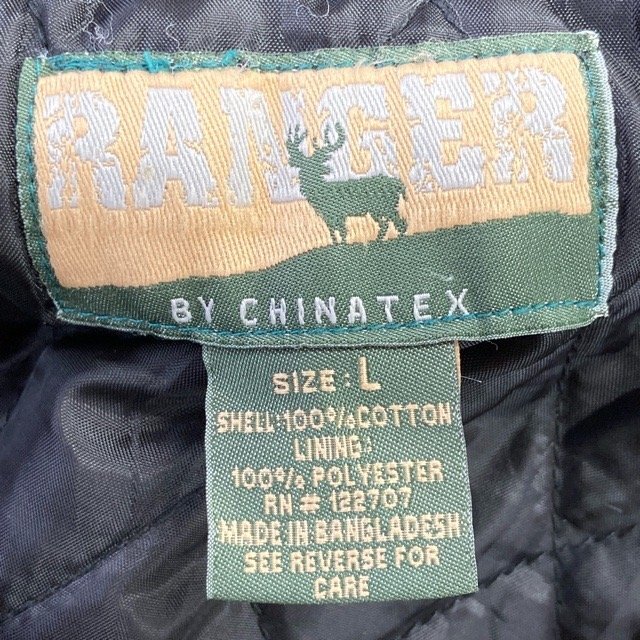 RANGER
BY CHINATEX
SIZE: L
SHELL:100%COTTON
LINING:
100% POLYESTER
RN # 122707
MADE IN BANGLADESH
SEE REVERSE FOR
CARE